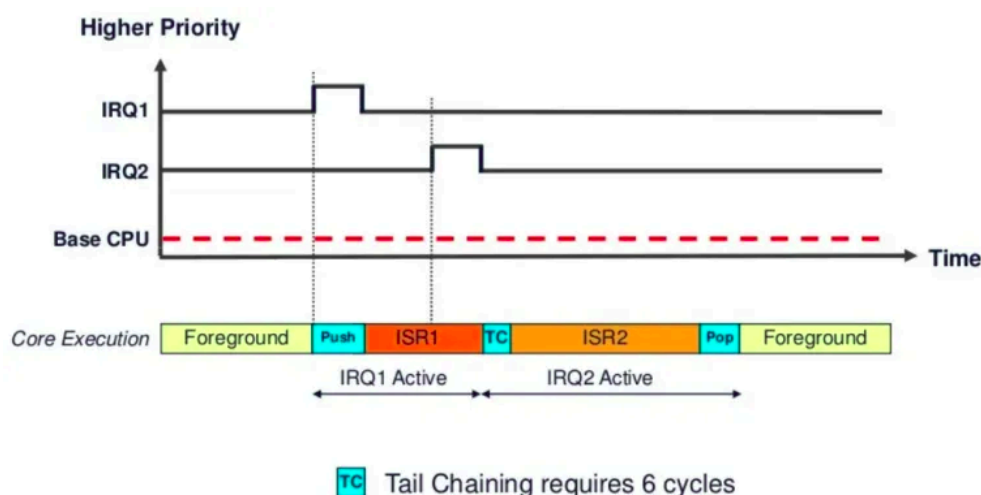 Higher Priority
IRQ1
IRQ2
Base CPU
Time
Core Execution Foreground Push ISR1 TC ISR2 Pop Foreground
IRQ1 Active IRQ2 Active
TC Tail Chaining requires 6 cycles